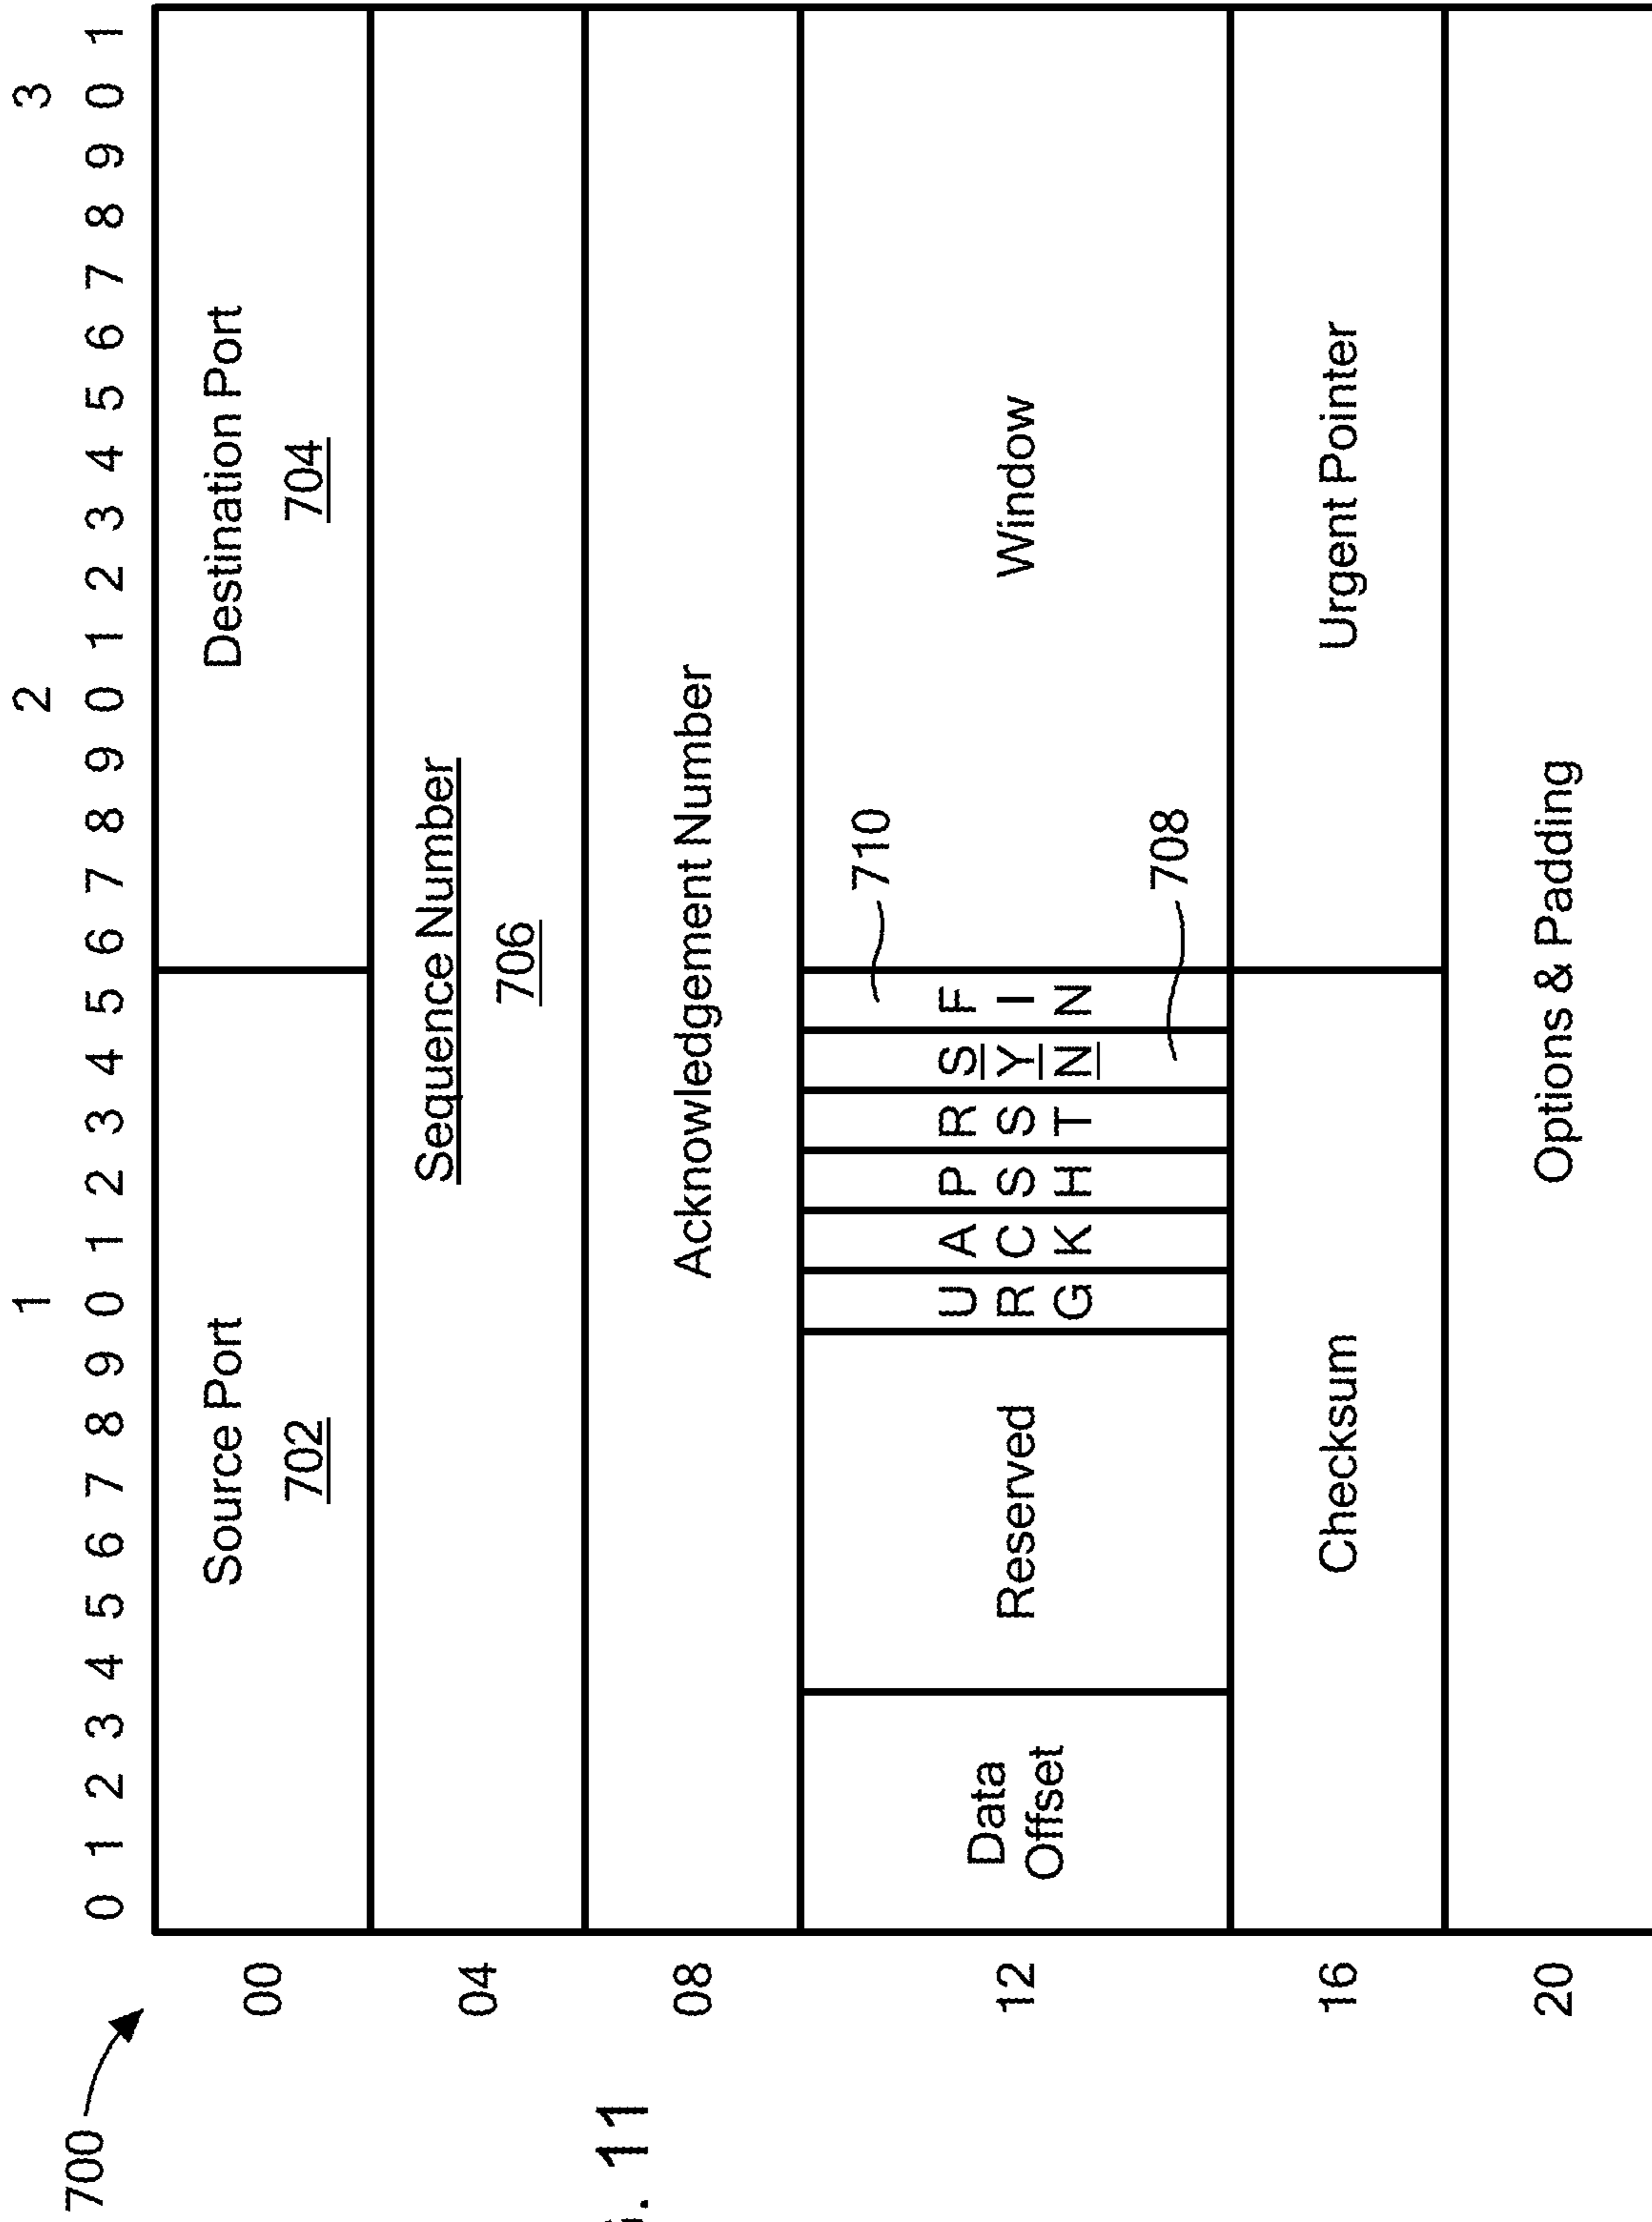 700
1 2 3
0 1 2 3 4 5 6 7 8 9 0 1 2 3 4 5 6 7 8 9 0 1 2 3 4 5 6 7 8 9 0 1
00
Source Port
702
Destination Port
704
04
Sequence Number
706
08
Acknowledgement Number
12
Data
Offset
Reserved
URG
ACK
PSH
RST
SYN
FIN
710
708
Window
16
Checksum
Urgent Pointer
20
Options & Padding
. 11